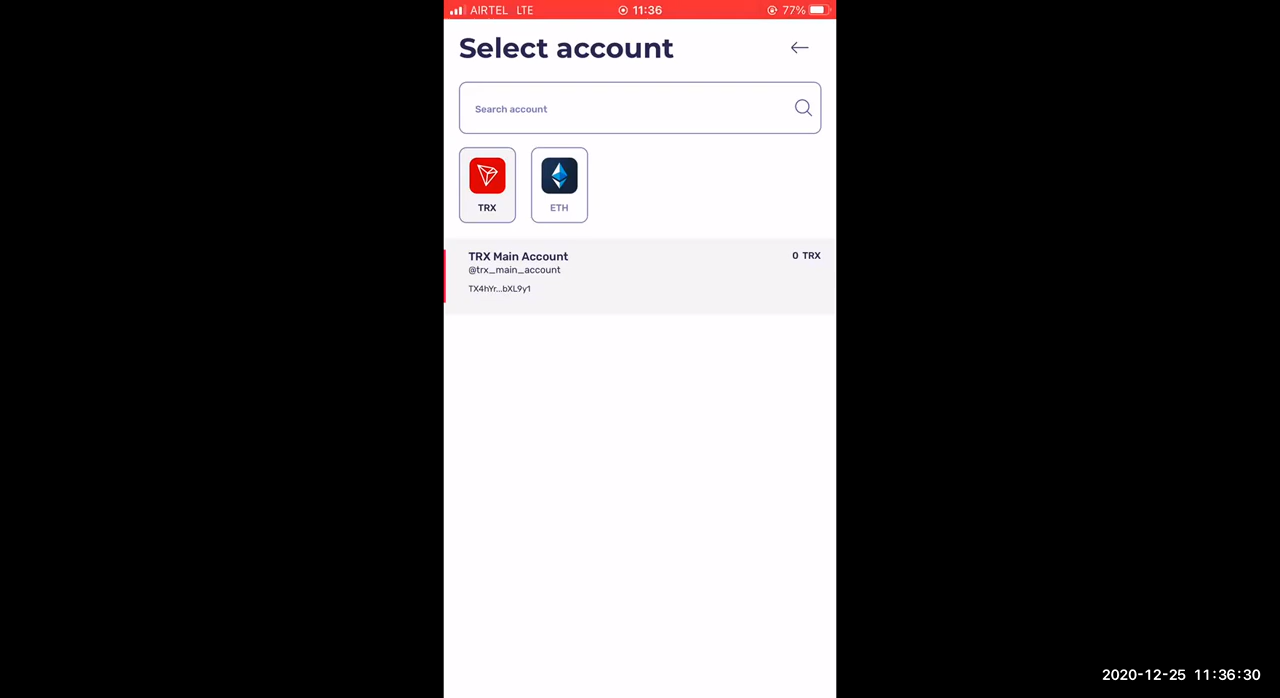 AIRTEL LTE 11:36 77%
Select account
Search account
TRX ETH
TRX Main Account 0 TRX
@trx_main_account
TX4hYr...bXL9y1
2020-12-25 11:36:30